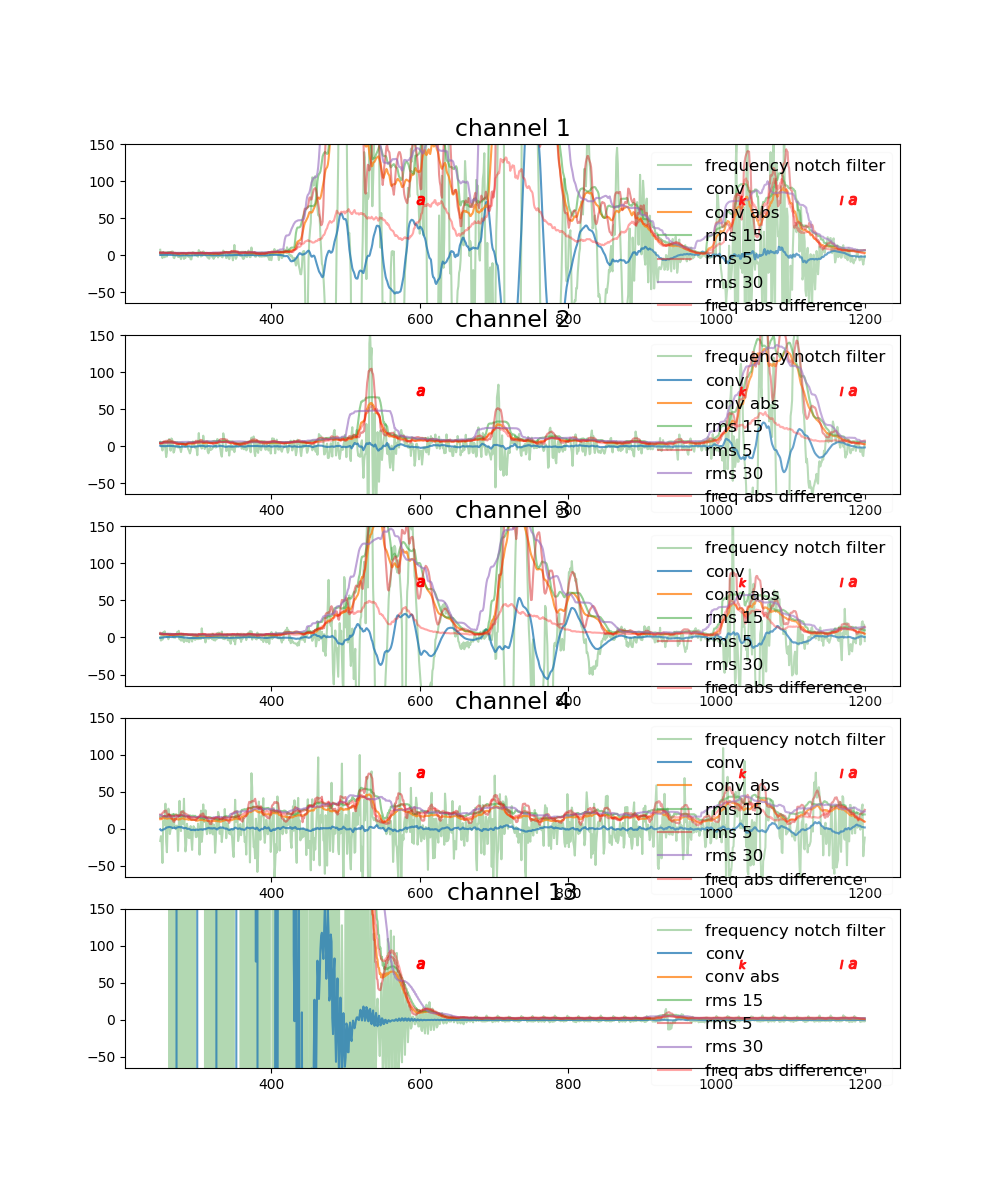 channel 1
150
100
50
0
−50
frequency notch filter
conv
conv abs
rms 15
rms 5
rms 30
freq abs difference
a
k
l a
400 600 800 1000 1200
channel 2
150
100
50
0
−50
frequency notch filter
conv
conv abs
rms 15
rms 5
rms 30
freq abs difference
a
k
l a
400 600 800 1000 1200
channel 3
150
100
50
0
−50
frequency notch filter
conv
conv abs
rms 15
rms 5
rms 30
freq abs difference
a
k
l a
400 600 800 1000 1200
channel 4
150
100
50
0
−50
frequency notch filter
conv
conv abs
rms 15
rms 5
rms 30
freq abs difference
a
k
l a
400 600 800 1000 1200
channel 13
150
100
50
0
−50
frequency notch filter
conv
conv abs
rms 15
rms 5
rms 30
freq abs difference
a
k
l a
400 600 800 1000 1200